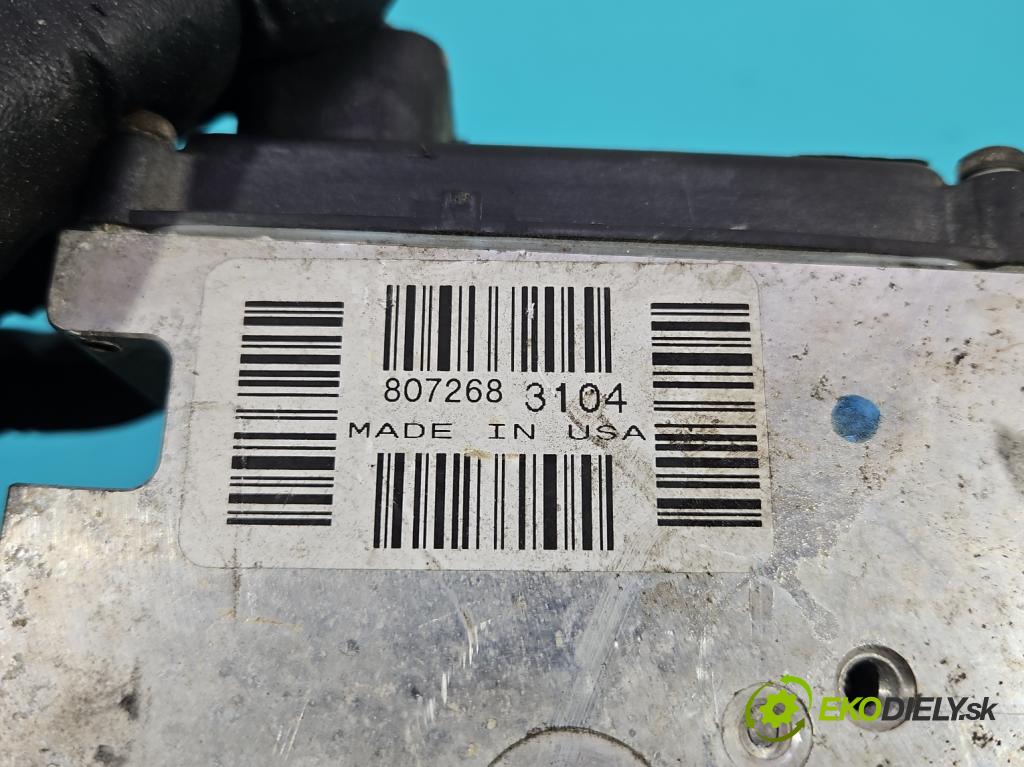 807268 3104
MADE IN USA
EKODIELY.sk